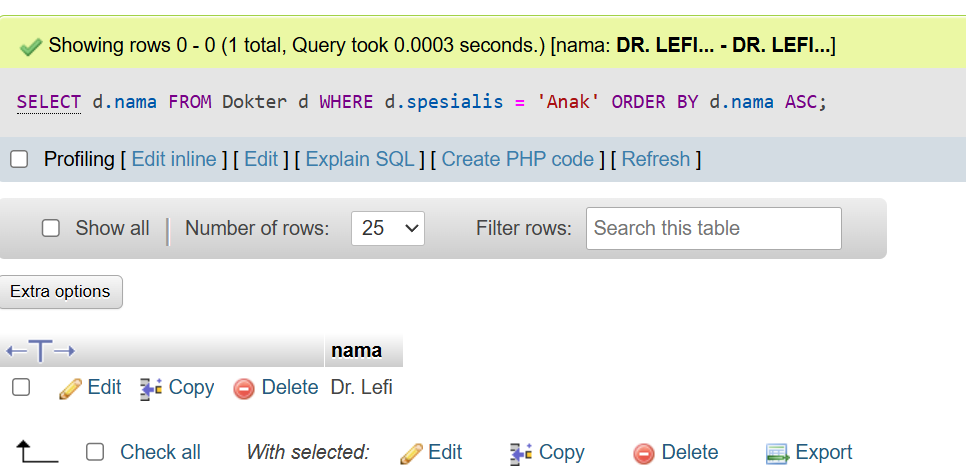 Showing rows 0 - 0 (1 total, Query took 0.0003 seconds.) [nama: DR. LEFI... - DR. LEFI...]
SELECT d.nama FROM Dokter d WHERE d.spesialis = 'Anak' ORDER BY d.nama ASC;
Profiling [ Edit inline ] [ Edit ] [ Explain SQL ] [ Create PHP code ] [ Refresh ]
Show all Number of rows: 25 Filter rows: Search this table
Extra options
nama
Edit Copy Delete Dr. Lefi
Check all With selected: Edit Copy Delete Export